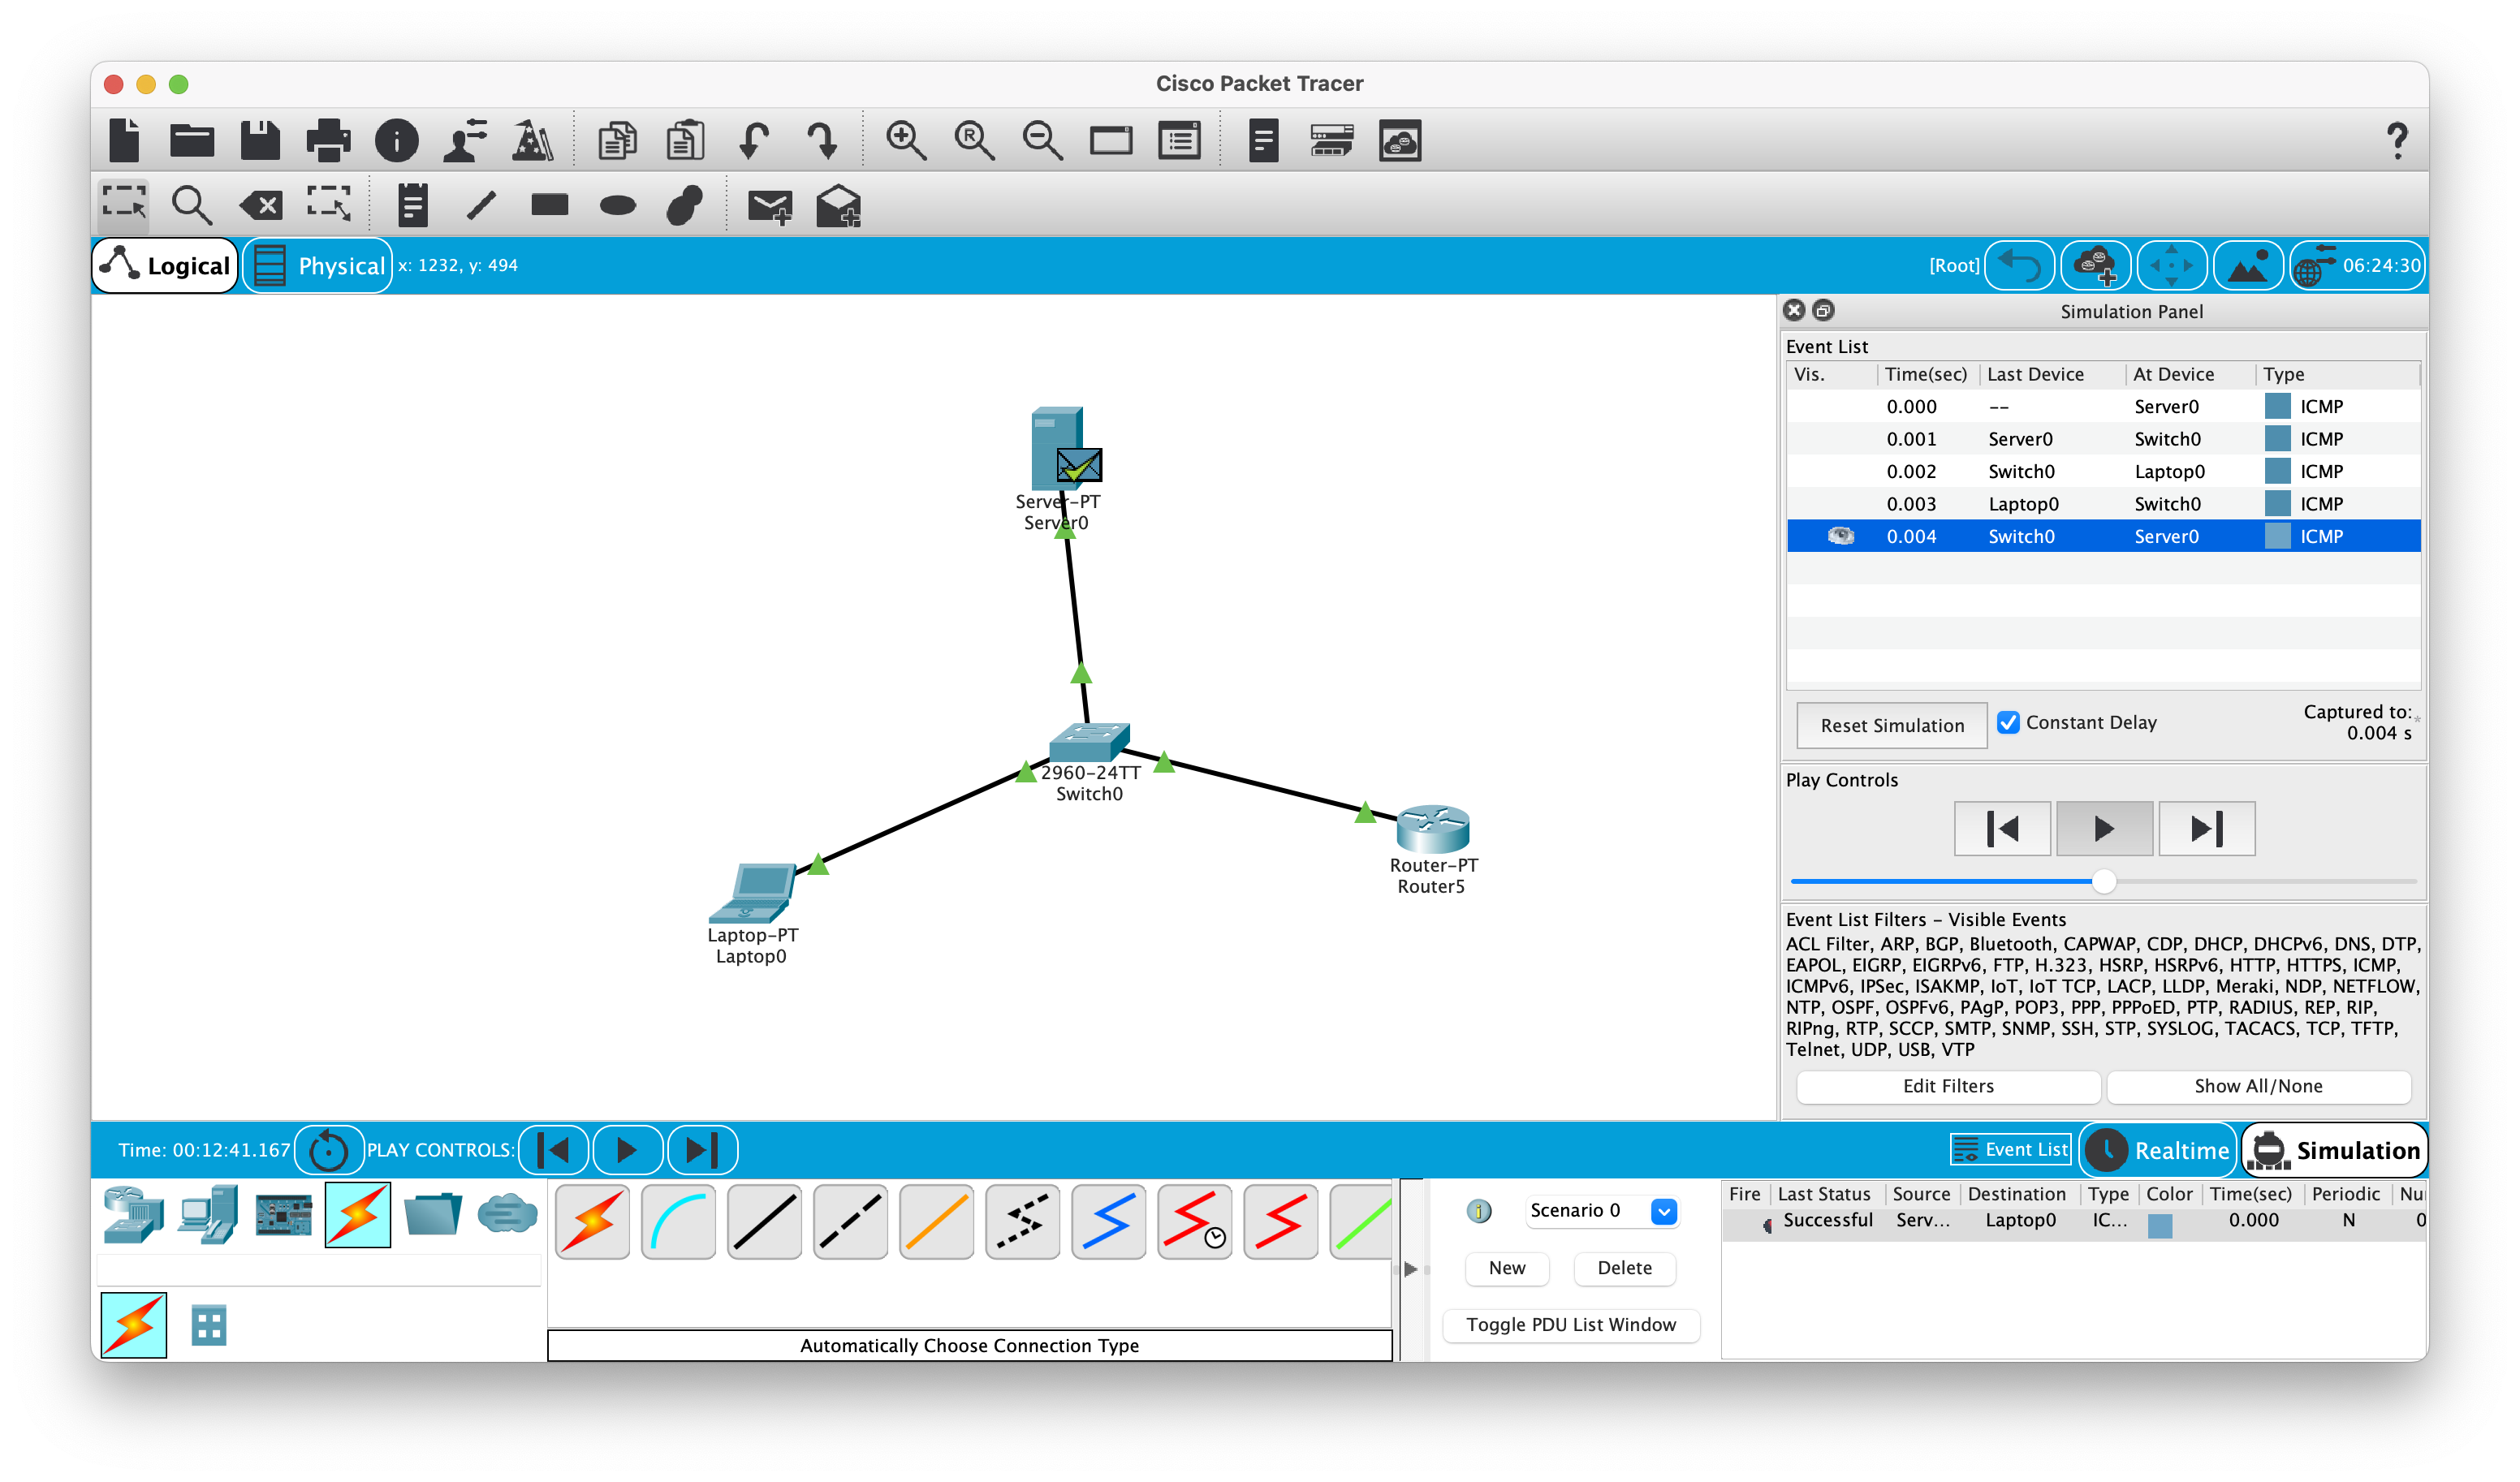 Cisco Packet Tracer
Logical
Physical
x: 1232, y: 494
[Root]
06:24:30
Simulation Panel
Event List
Vis. Time(sec) Last Device At Device Type
0.000 -- Server0 ICMP
0.001 Server0 Switch0 ICMP
0.002 Switch0 Laptop0 ICMP
0.003 Laptop0 Switch0 ICMP
0.004 Switch0 Server0 ICMP
Server-PT
Server0
2960-24TT
Switch0
Router-PT
Router5
Laptop-PT
Laptop0
Reset Simulation
Constant Delay
Captured to:*
0.004 s
Play Controls
Event List Filters - Visible Events
ACL Filter, ARP, BGP, Bluetooth, CAPWAP, CDP, DHCP, DHCPv6, DNS, DTP,
EAPOL, EIGRP, EIGRPv6, FTP, H.323, HSRP, HSRPv6, HTTP, HTTPS, ICMP,
ICMPv6, IPSec, ISAKMP, IoT, IoT TCP, LACP, LLDP, Meraki, NDP, NETFLOW,
NTP, OSPF, OSPFv6, PAgP, POP3, PPP, PPPoED, PTP, RADIUS, REP, RIP,
RIPng, RTP, SCCP, SMTP, SNMP, SSH, STP, SYSLOG, TACACS, TCP, TFTP,
Telnet, UDP, USB, VTP
Edit Filters
Show All/None
Time: 00:12:41.167
PLAY CONTROLS:
Event List
Realtime
Simulation
Scenario 0
New
Delete
Toggle PDU List Window
Automatically Choose Connection Type
Fire Last Status Source Destination Type Color Time(sec) Periodic Nu
Successful Serv... Laptop0 IC... 0.000 N 0